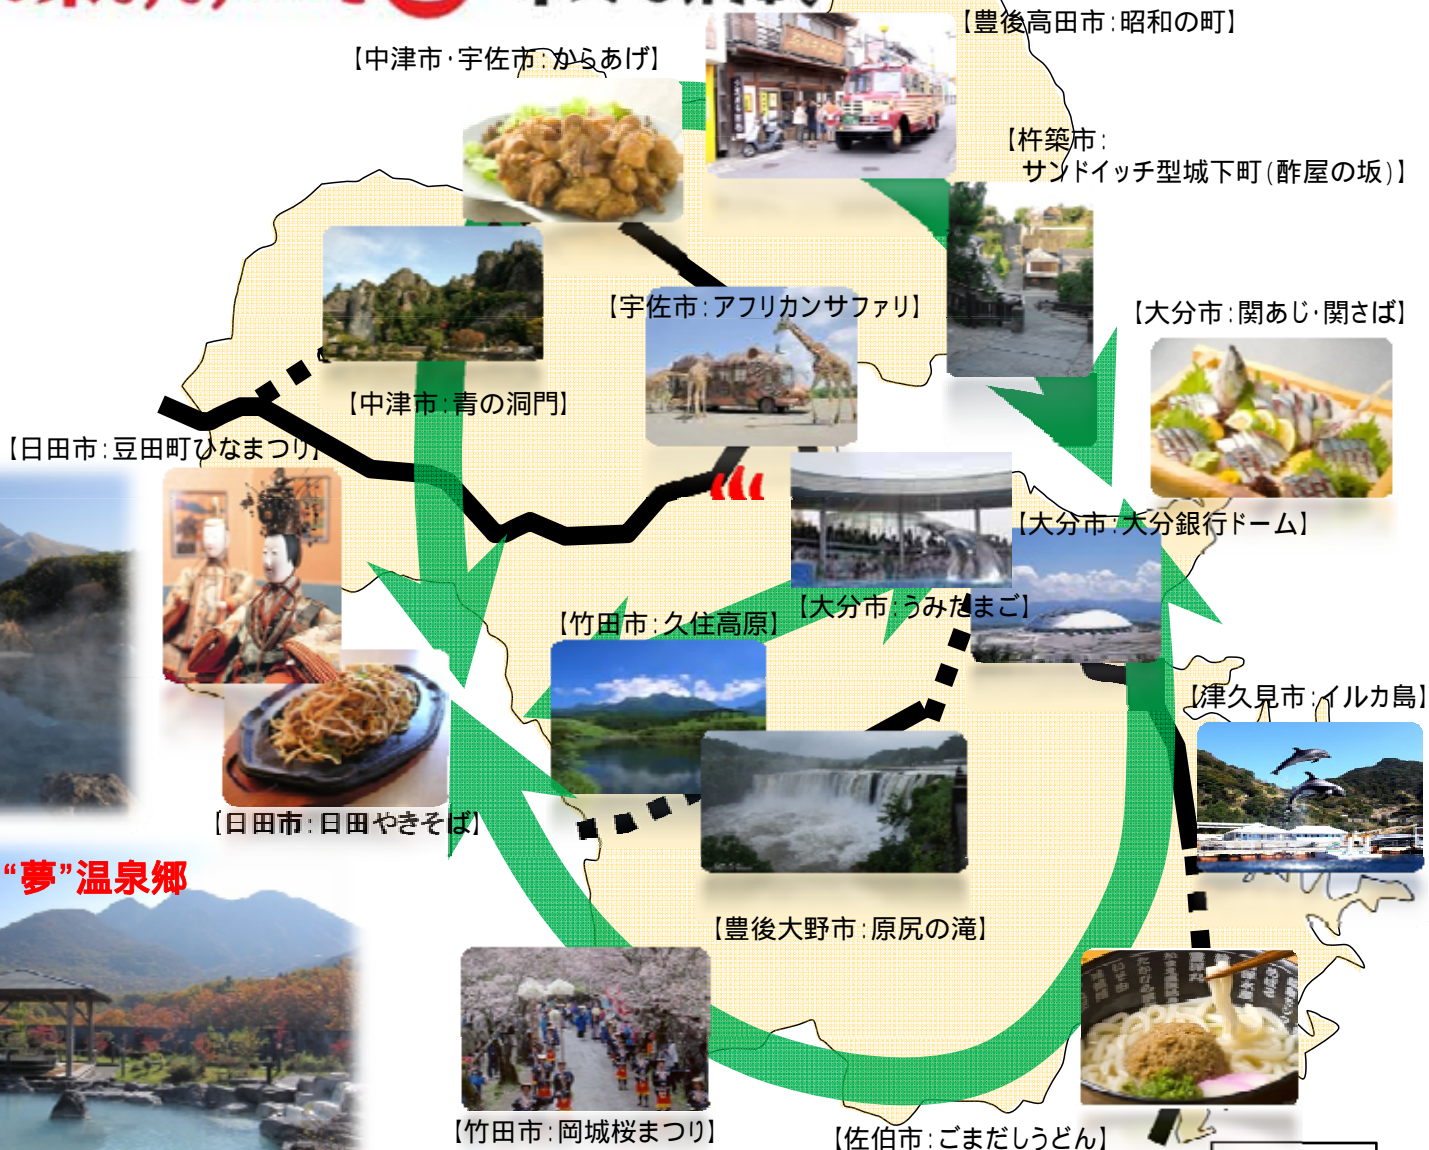 【豊後高田市：昭和の町】
【中津市・宇佐市：からあげ】
【杵築市：
サンドイッチ型城下町(酢屋の坂)】
【宇佐市：アフリカンサファリ】
【大分市：関あじ・関さば】
【中津市：青の洞門】
【日田市：豆田町ひなまつり】
【大分市：大分銀行ドーム】
【大分市：うみたまご】
【竹田市：久住高原】
【津久見市：イルカ島】
【日田市：日田やきそば】
“夢”温泉郷
【豊後大野市：原尻の滝】
【竹田市：岡城桜まつり】
【佐伯市：ごまだしうどん】